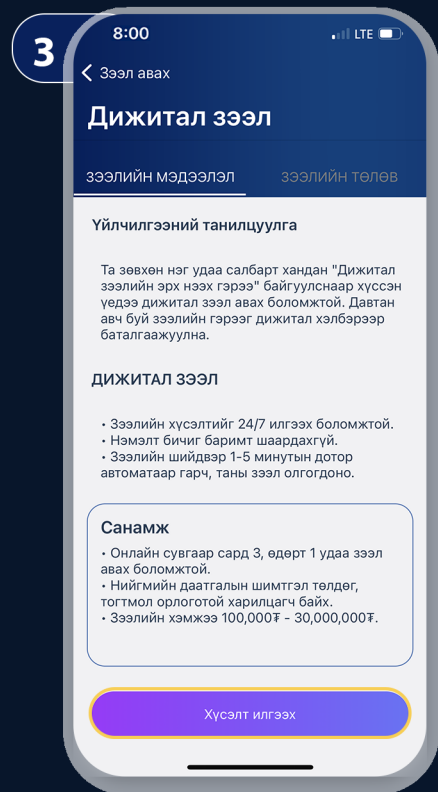 3
8:00
LTE
Зээл авах
Дижитал зээл
ЗЭЭЛИЙН МЭДЭЭЛЭЛ
ЗЭЭЛИЙН ТӨЛӨВ
Үйлчилгээний танилцуулга
Та зөвхөн нэг удаа салбарт хандан "Дижитал
зээлийн эрх нээх гэрээ" байгуулснаар хүссэн
үедээ дижитал зээл авах боломжтой. Давтан
авч буй зээлийн гэрээг дижитал хэлбэрээр
баталгаажуулна.
ДИЖИТАЛ ЗЭЭЛ
• Зээлийн хүсэлтийг 24/7 илгээх боломжтой.
• Нэмэлт бичиг баримт шаардахгүй.
• Зээлийн шийдвэр 1-5 минутын дотор
автоматаар гарч, таны зээл олгогдоно.
Санамж
• Онлайн сувгаар сард 3, өдөрт 1 удаа зээл
авах боломжтой.
• Нийгмийн даатгалын шимтгэл төлдөг,
тогтмол орлоготой харилцагч байх.
• Зээлийн хэмжээ 100,000₮ - 30,000,000₮.
Хүсэлт илгээх